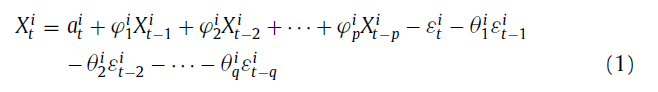 X_t^i = a_t^i + φ_1^i X_{t−1}^i + φ_2^i X_{t−2}^i + ⋯ + φ_p^i X_{t−p}^i − ε_t^i − θ_1^i ε_{t−1}^i
− θ_2^i ε_{t−2}^i − ⋯ − θ_q^i ε_{t−q}^i (1)